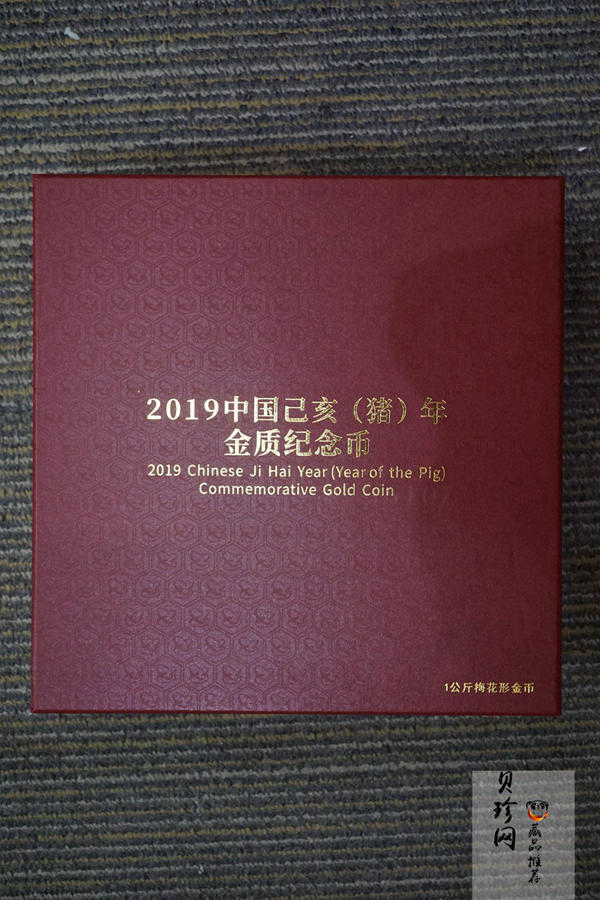 2019中国己亥（猪）年
金质纪念币
2019 Chinese Ji Hai Year (Year of the Pig)
Commemorative Gold Coin
1公斤梅花形金币
贝珍网
藏品推荐